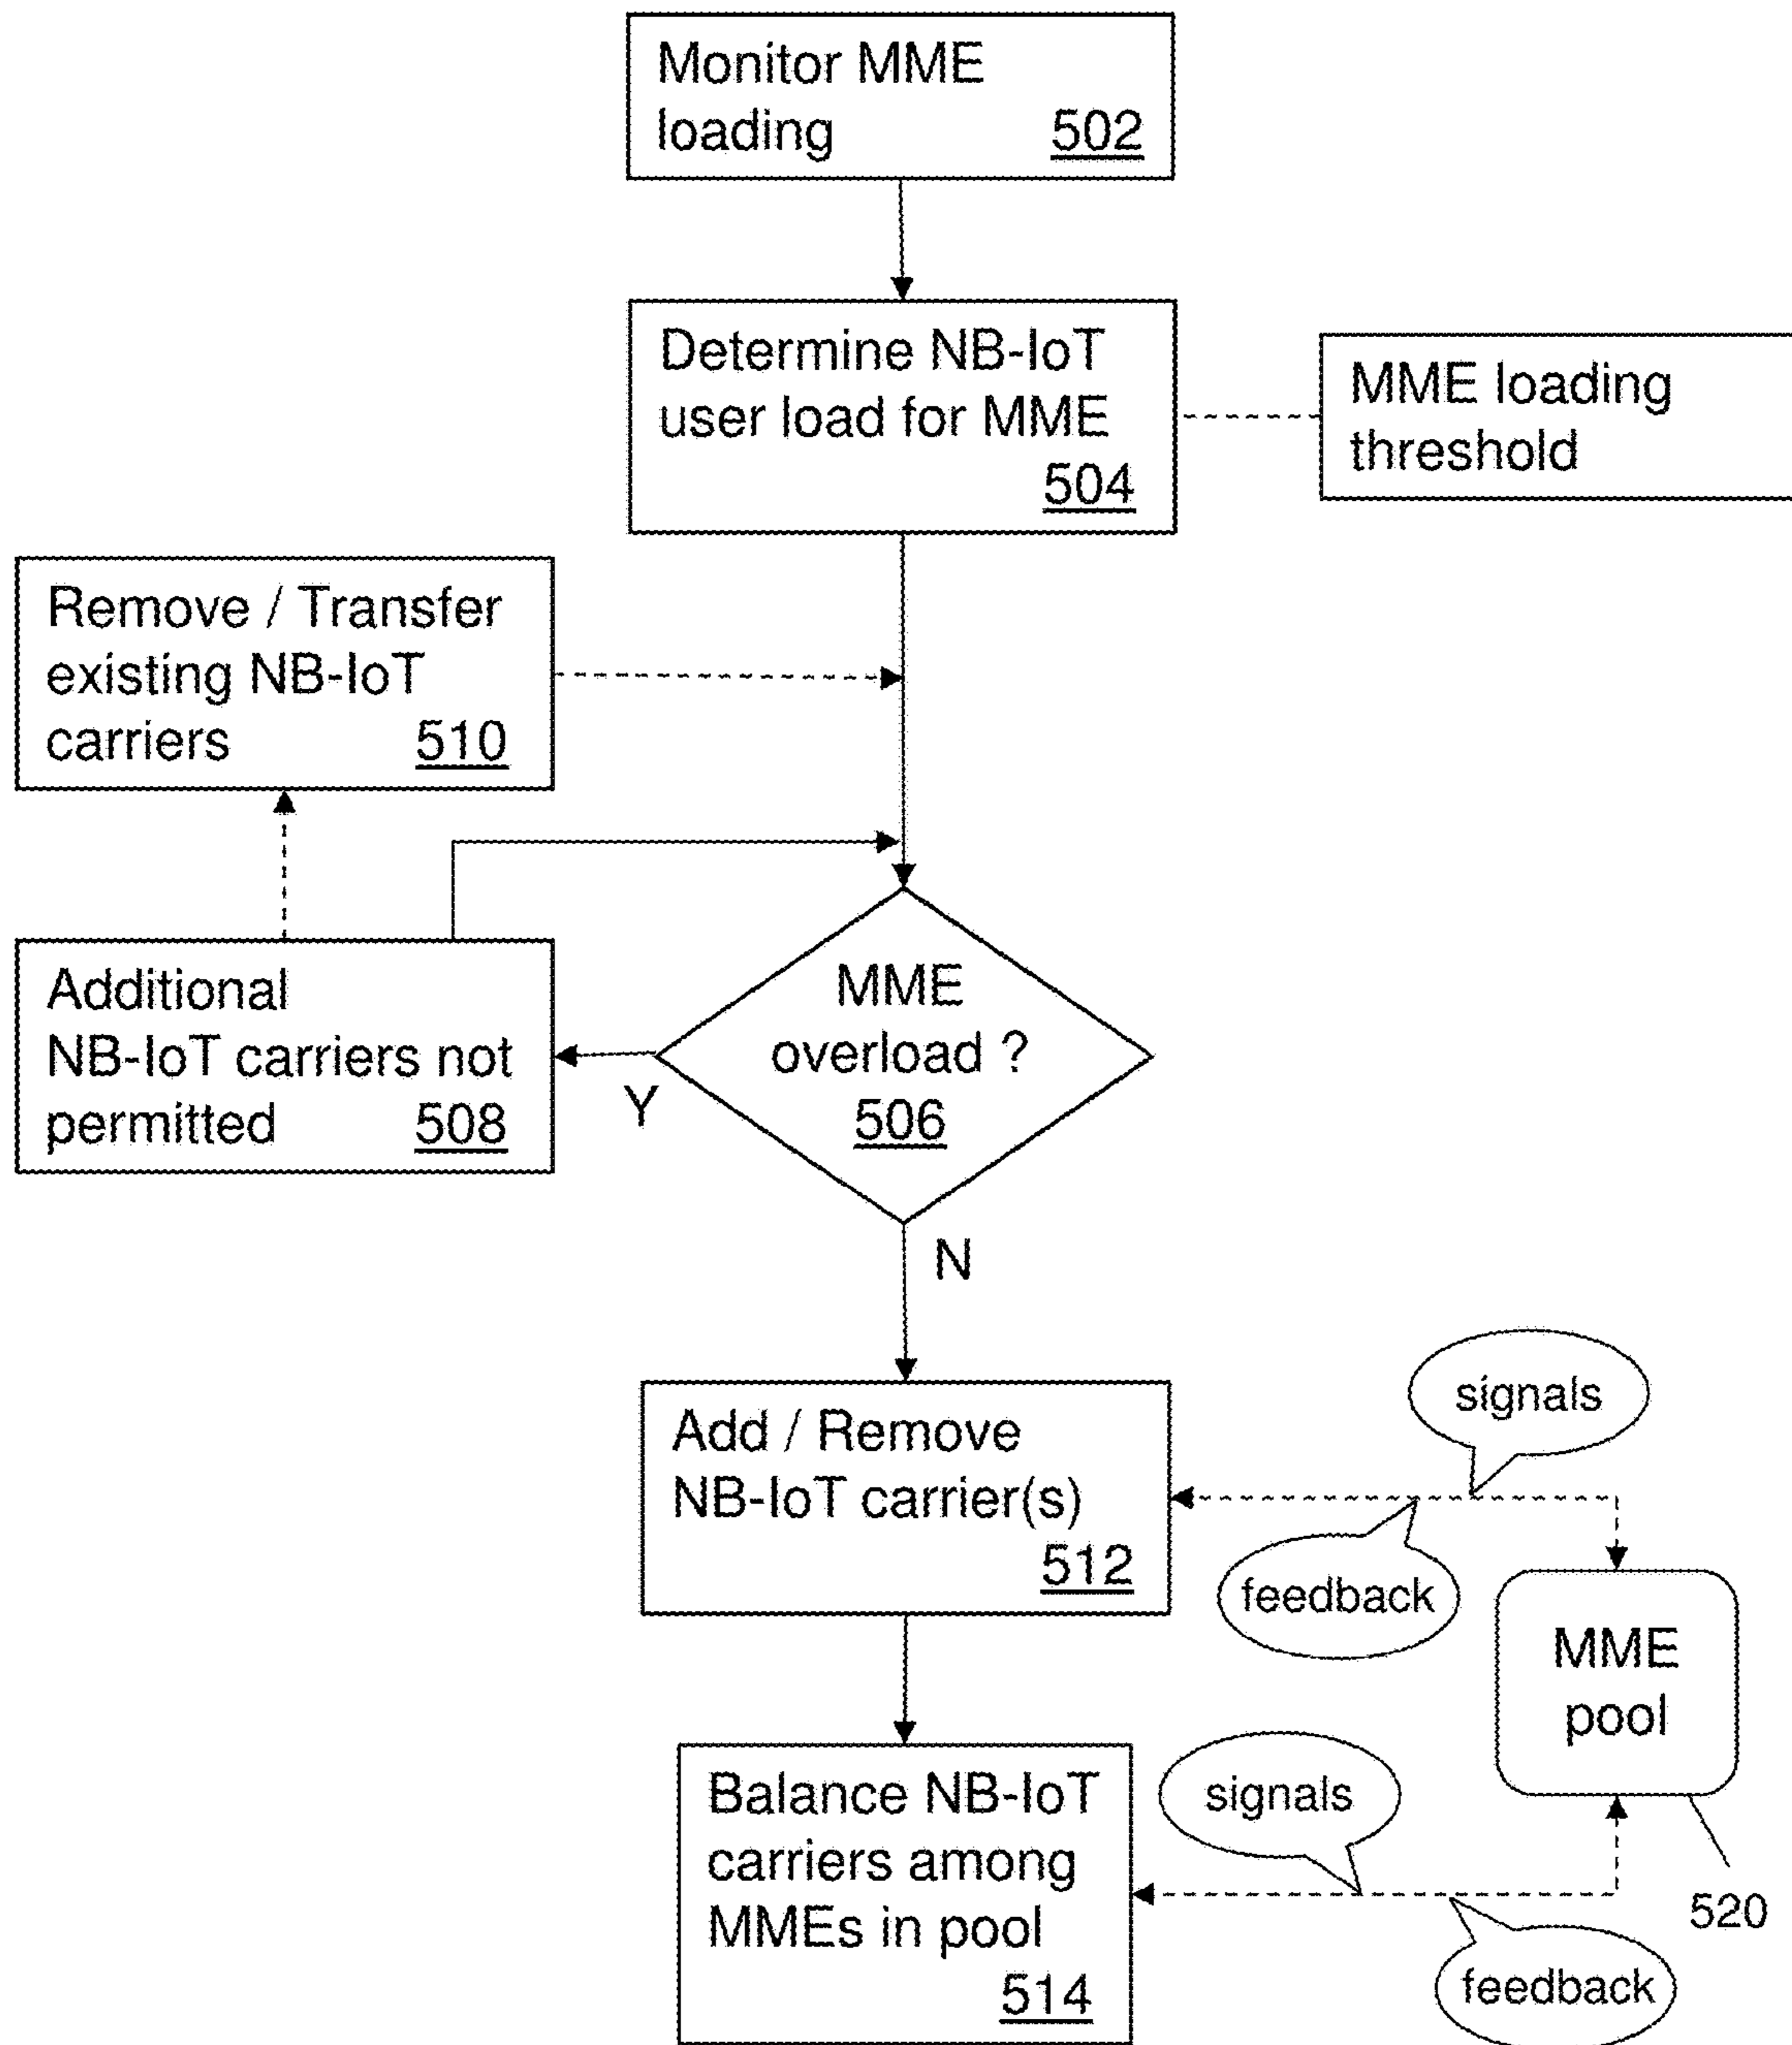 Monitor MME
loading 502
Determine NB-IoT
user load for MME
504
MME loading
threshold
Remove / Transfer
existing NB-IoT
carriers 510
Additional
NB-IoT carriers not
permitted 508
MME
overload ?
506
Y
N
Add / Remove
NB-IoT carrier(s)
512
signals
feedback
MME
pool
520
Balance NB-IoT
carriers among
MMEs in pool
514
signals
feedback